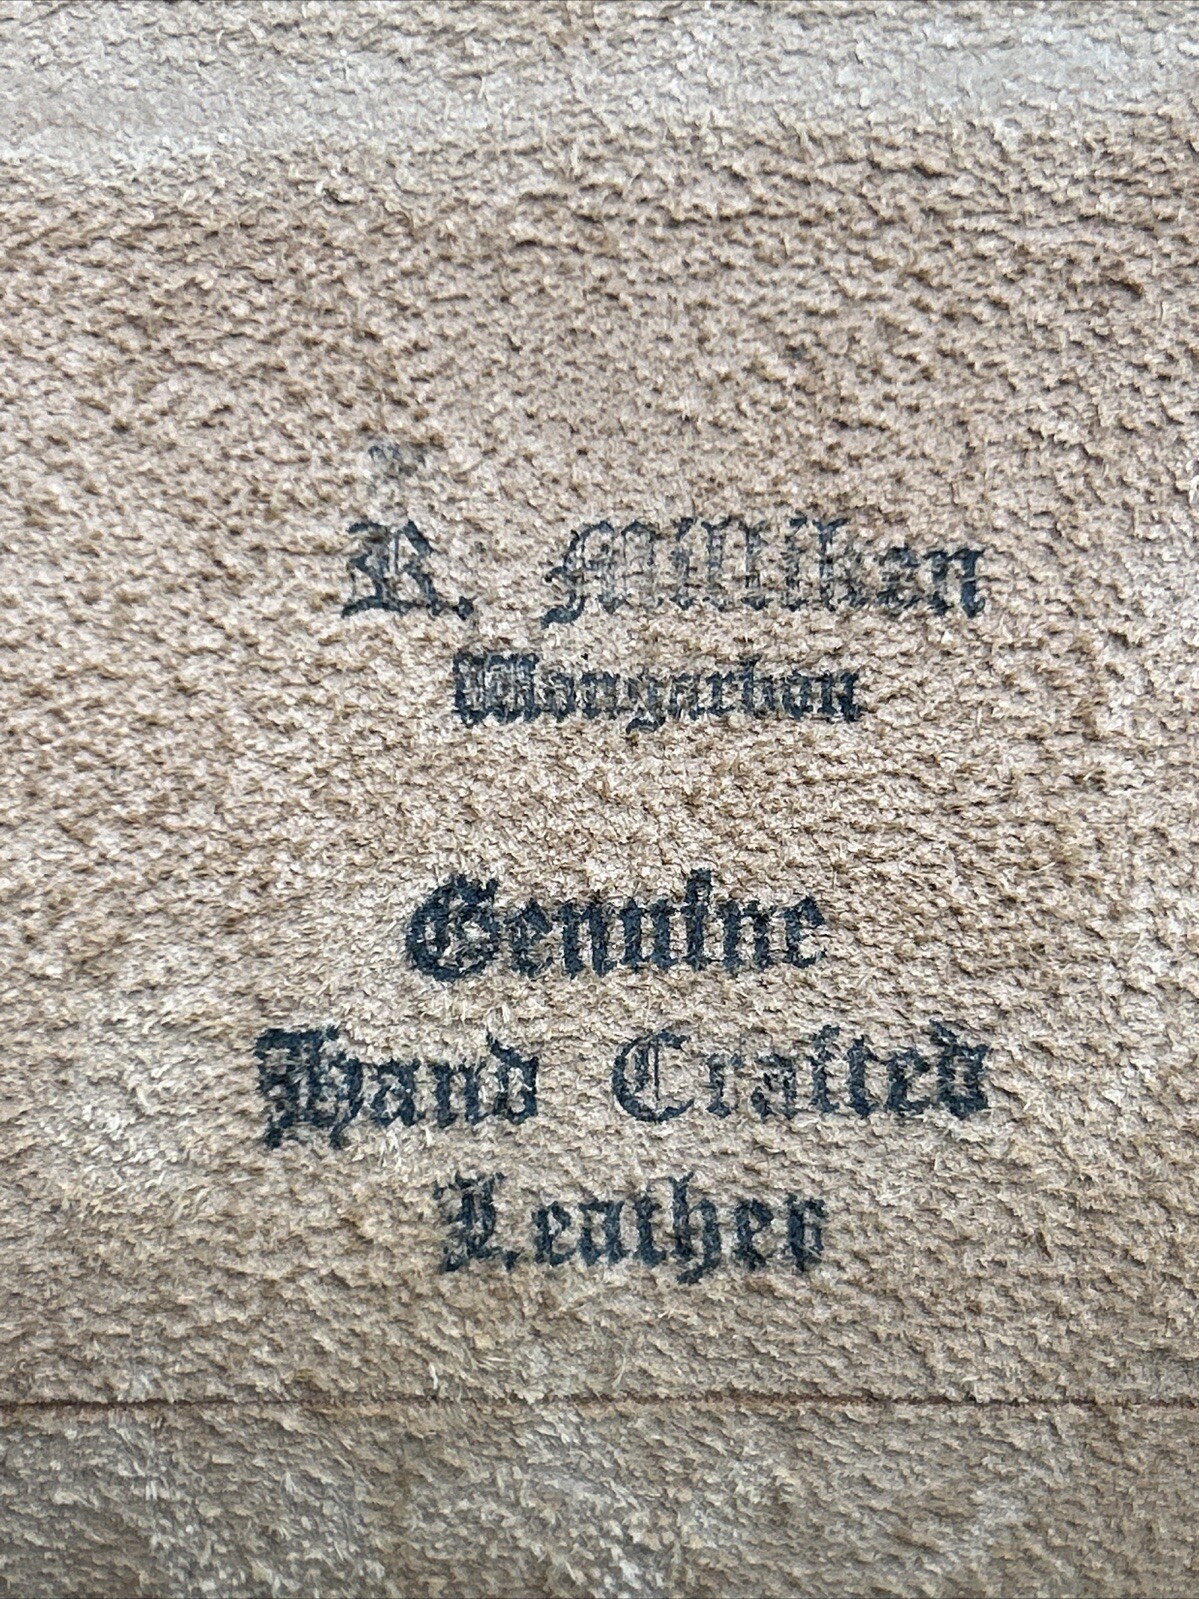 R. Milliken
Wongarbon
Genuine
Hand Crafted
Leather